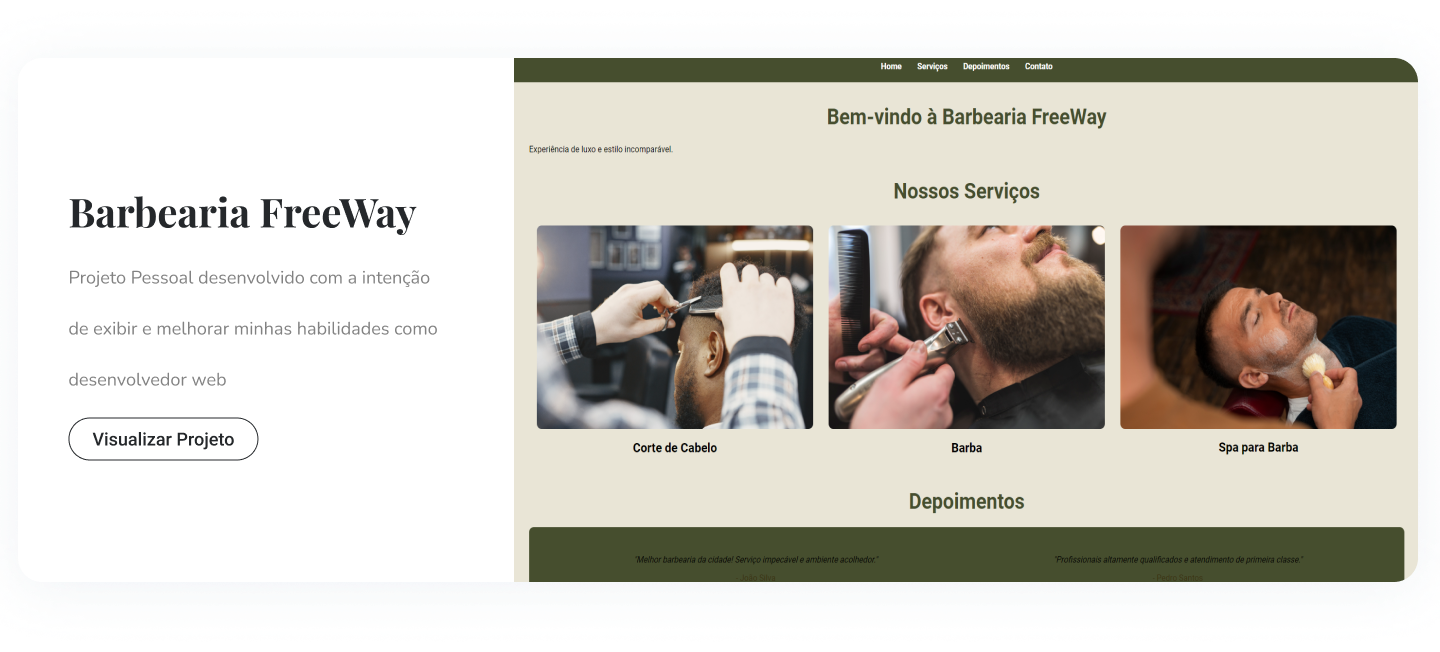 Barbearia FreeWay
Projeto Pessoal desenvolvido com a intenção
de exibir e melhorar minhas habilidades como
desenvolvedor web
Visualizar Projeto
Home Serviços Depoimentos Contato
Bem-vindo à Barbearia FreeWay
Experiência de luxo e estilo incomparável.
Nossos Serviços
Corte de Cabelo
Barba
Spa para Barba
Depoimentos
"Melhor barbearia da cidade! Serviço impecável e ambiente acolhedor."
- João Silva
"Profissionais altamente qualificados e atendimento de primeira classe."
- Pedro Santos